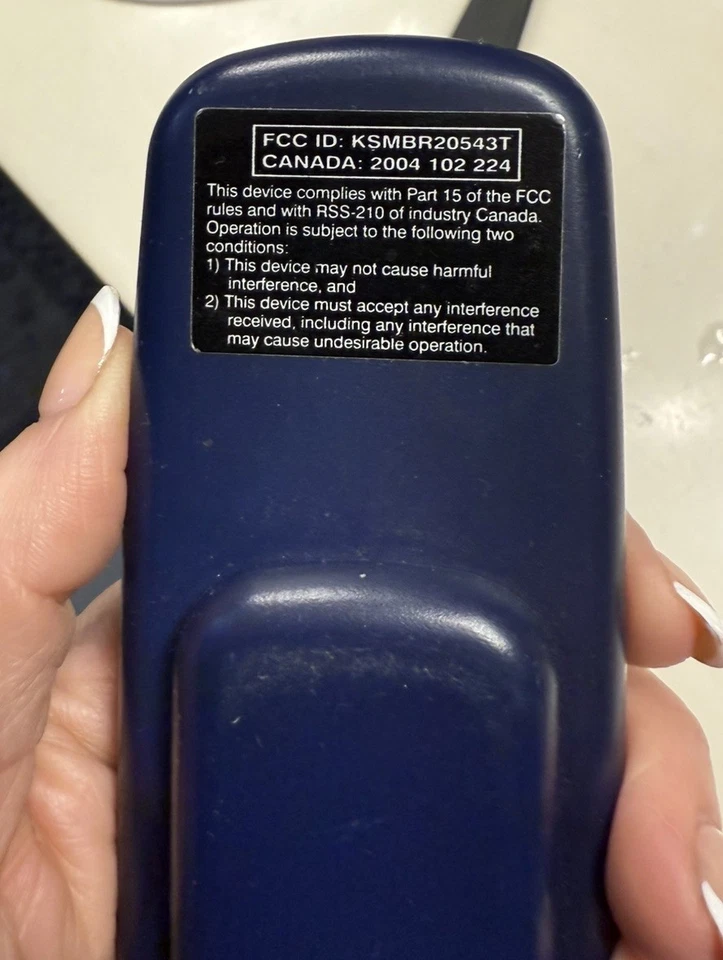 FCC ID: KSMBR20543T
CANADA: 2004 102 224
This device complies with Part 15 of the FCC
rules and with RSS-210 of industry Canada.
Operation is subject to the following two
conditions:
1) This device may not cause harmful
interference, and
2) This device must accept any interference
received, including any interference that
may cause undesirable operation.